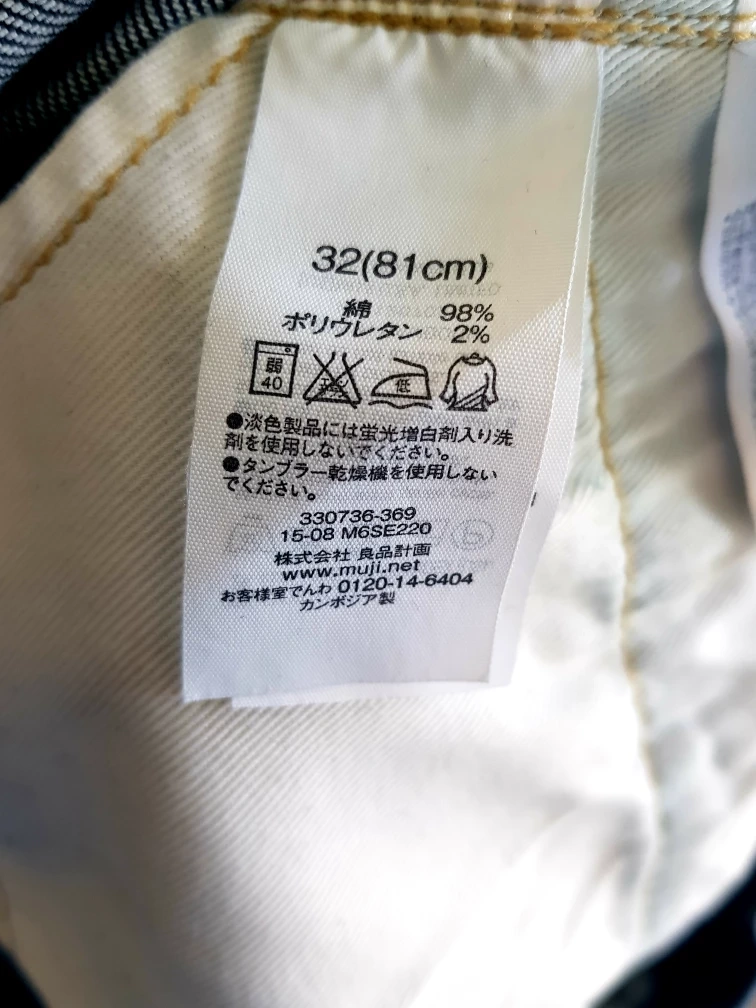 32(81cm)
綿 98%
ポリウレタン 2%
弱 40 エンソ 低
●淡色製品には蛍光増白剤入り洗
剤を使用しないでください。
●タンブラー乾燥機を使用しない
でください。
330736-369
15-08 M6SE220
株式会社 良品計画
www.muji.net
お客様室でんわ 0120-14-6404
カンボジア製